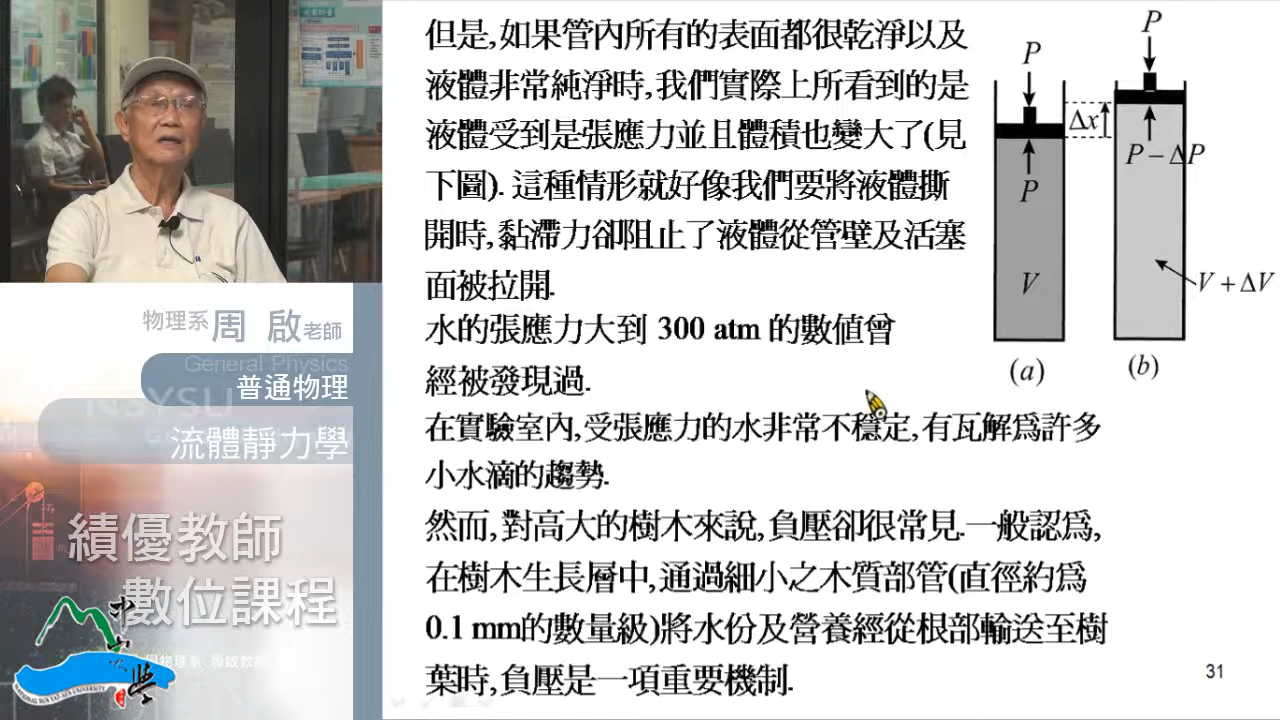 但是,如果管內所有的表面都很乾淨以及
液體非常純淨時,我們實際上所看到的是
液體受到是張應力並且體積也變大了(見
下圖). 這種情形就好像我們要將液體撕
開時,黏滯力卻阻止了液體從管壁及活塞
面被拉開.
水的張應力大到 300 atm 的數值曾
經被發現過.
在實驗室內,受張應力的水非常不穩定,有瓦解為許多
小水滴的趨勢.
然而,對高大的樹木來說,負壓卻很常見.一般認為,
在樹木生長層中,通過細小之木質部管(直徑約為
0.1 mm的數量級)將水份及營養經從根部輸送至樹
葉時,負壓是一項重要機制.
P
P
Δx
P
P − ΔP
V
V + ΔV
(a)
(b)
31
物理系 周 啟 老師
General Physics
普通物理
NSYSU
流體靜力學
績優教師
數位課程